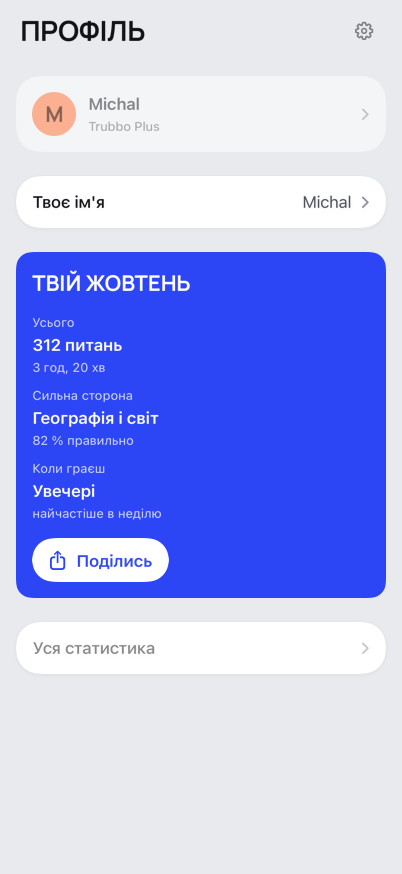 ПРОФІЛЬ
M
Michal
Trubbo Plus
Твоє ім'я
Michal
ТВІЙ ЖОВТЕНЬ
Усього
312 питань
3 год, 20 хв
Сильна сторона
Географія і світ
82 % правильно
Коли граєш
Увечері
найчастіше в неділю
Поділись
Уся статистика